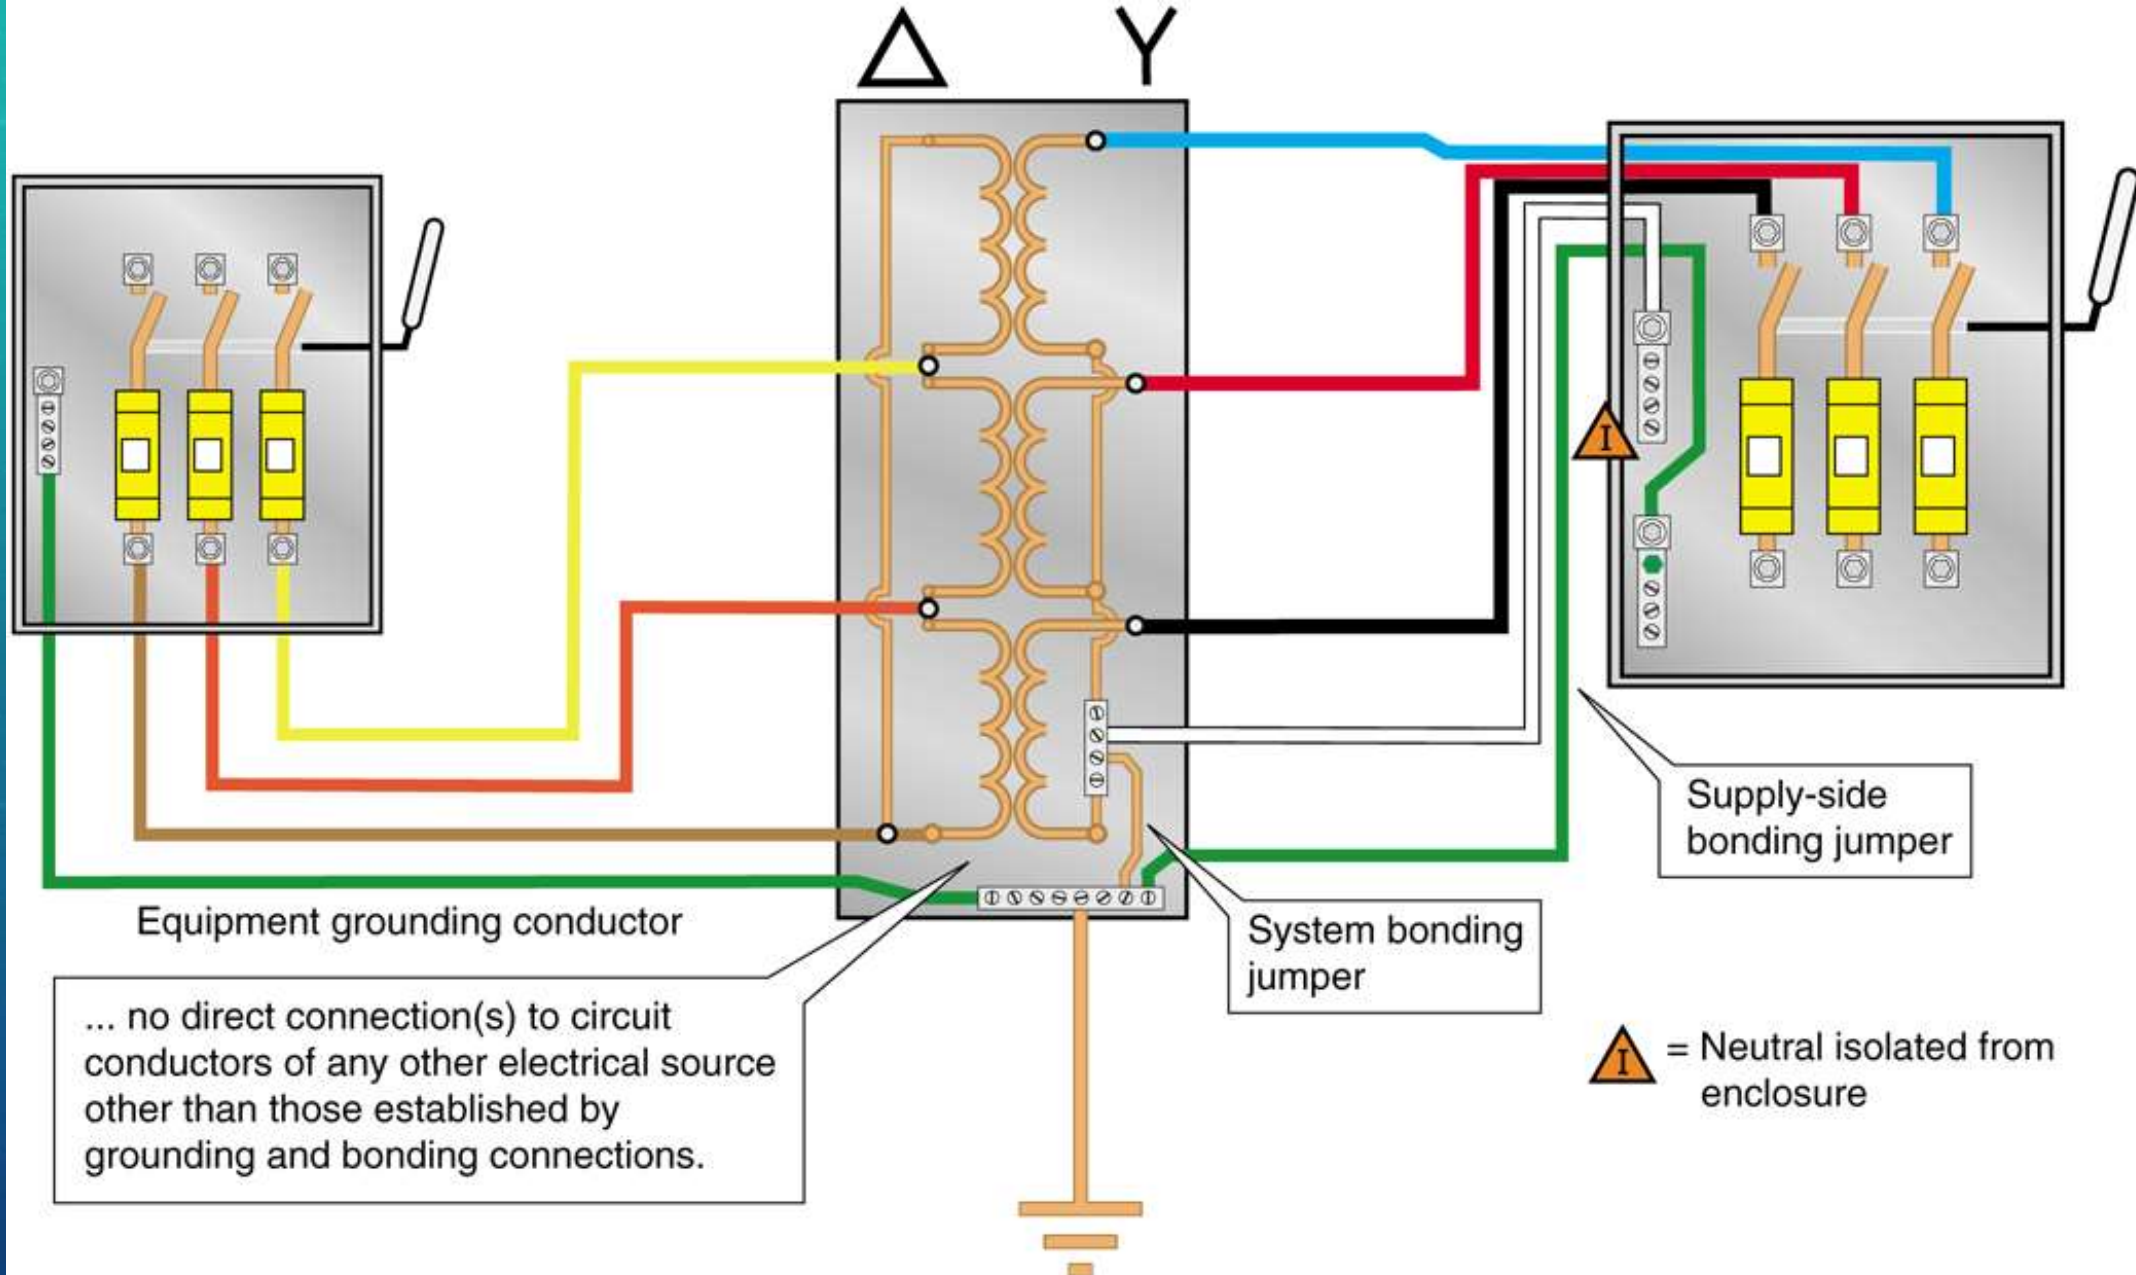 I
Supply-side
bonding jumper
Equipment grounding conductor
System bonding
jumper
... no direct connection(s) to circuit
conductors of any other electrical source
other than those established by
grounding and bonding connections.
I = Neutral isolated from
enclosure